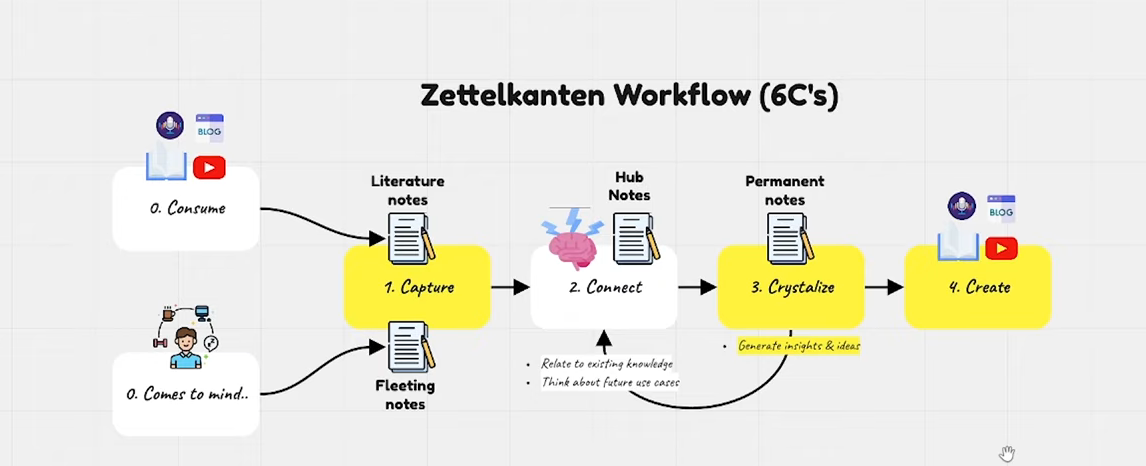 Zettelkanten Workflow (6C's)
BLOG
0. Consume
Literature
notes
Hub
Notes
Permanent
notes
BLOG
1. Capture
2. Connect
3. Crystalize
4. Create
• Generate insights & ideas
• Relate to existing knowledge
• Think about future use cases
0. Comes to mind..
Fleeting
notes